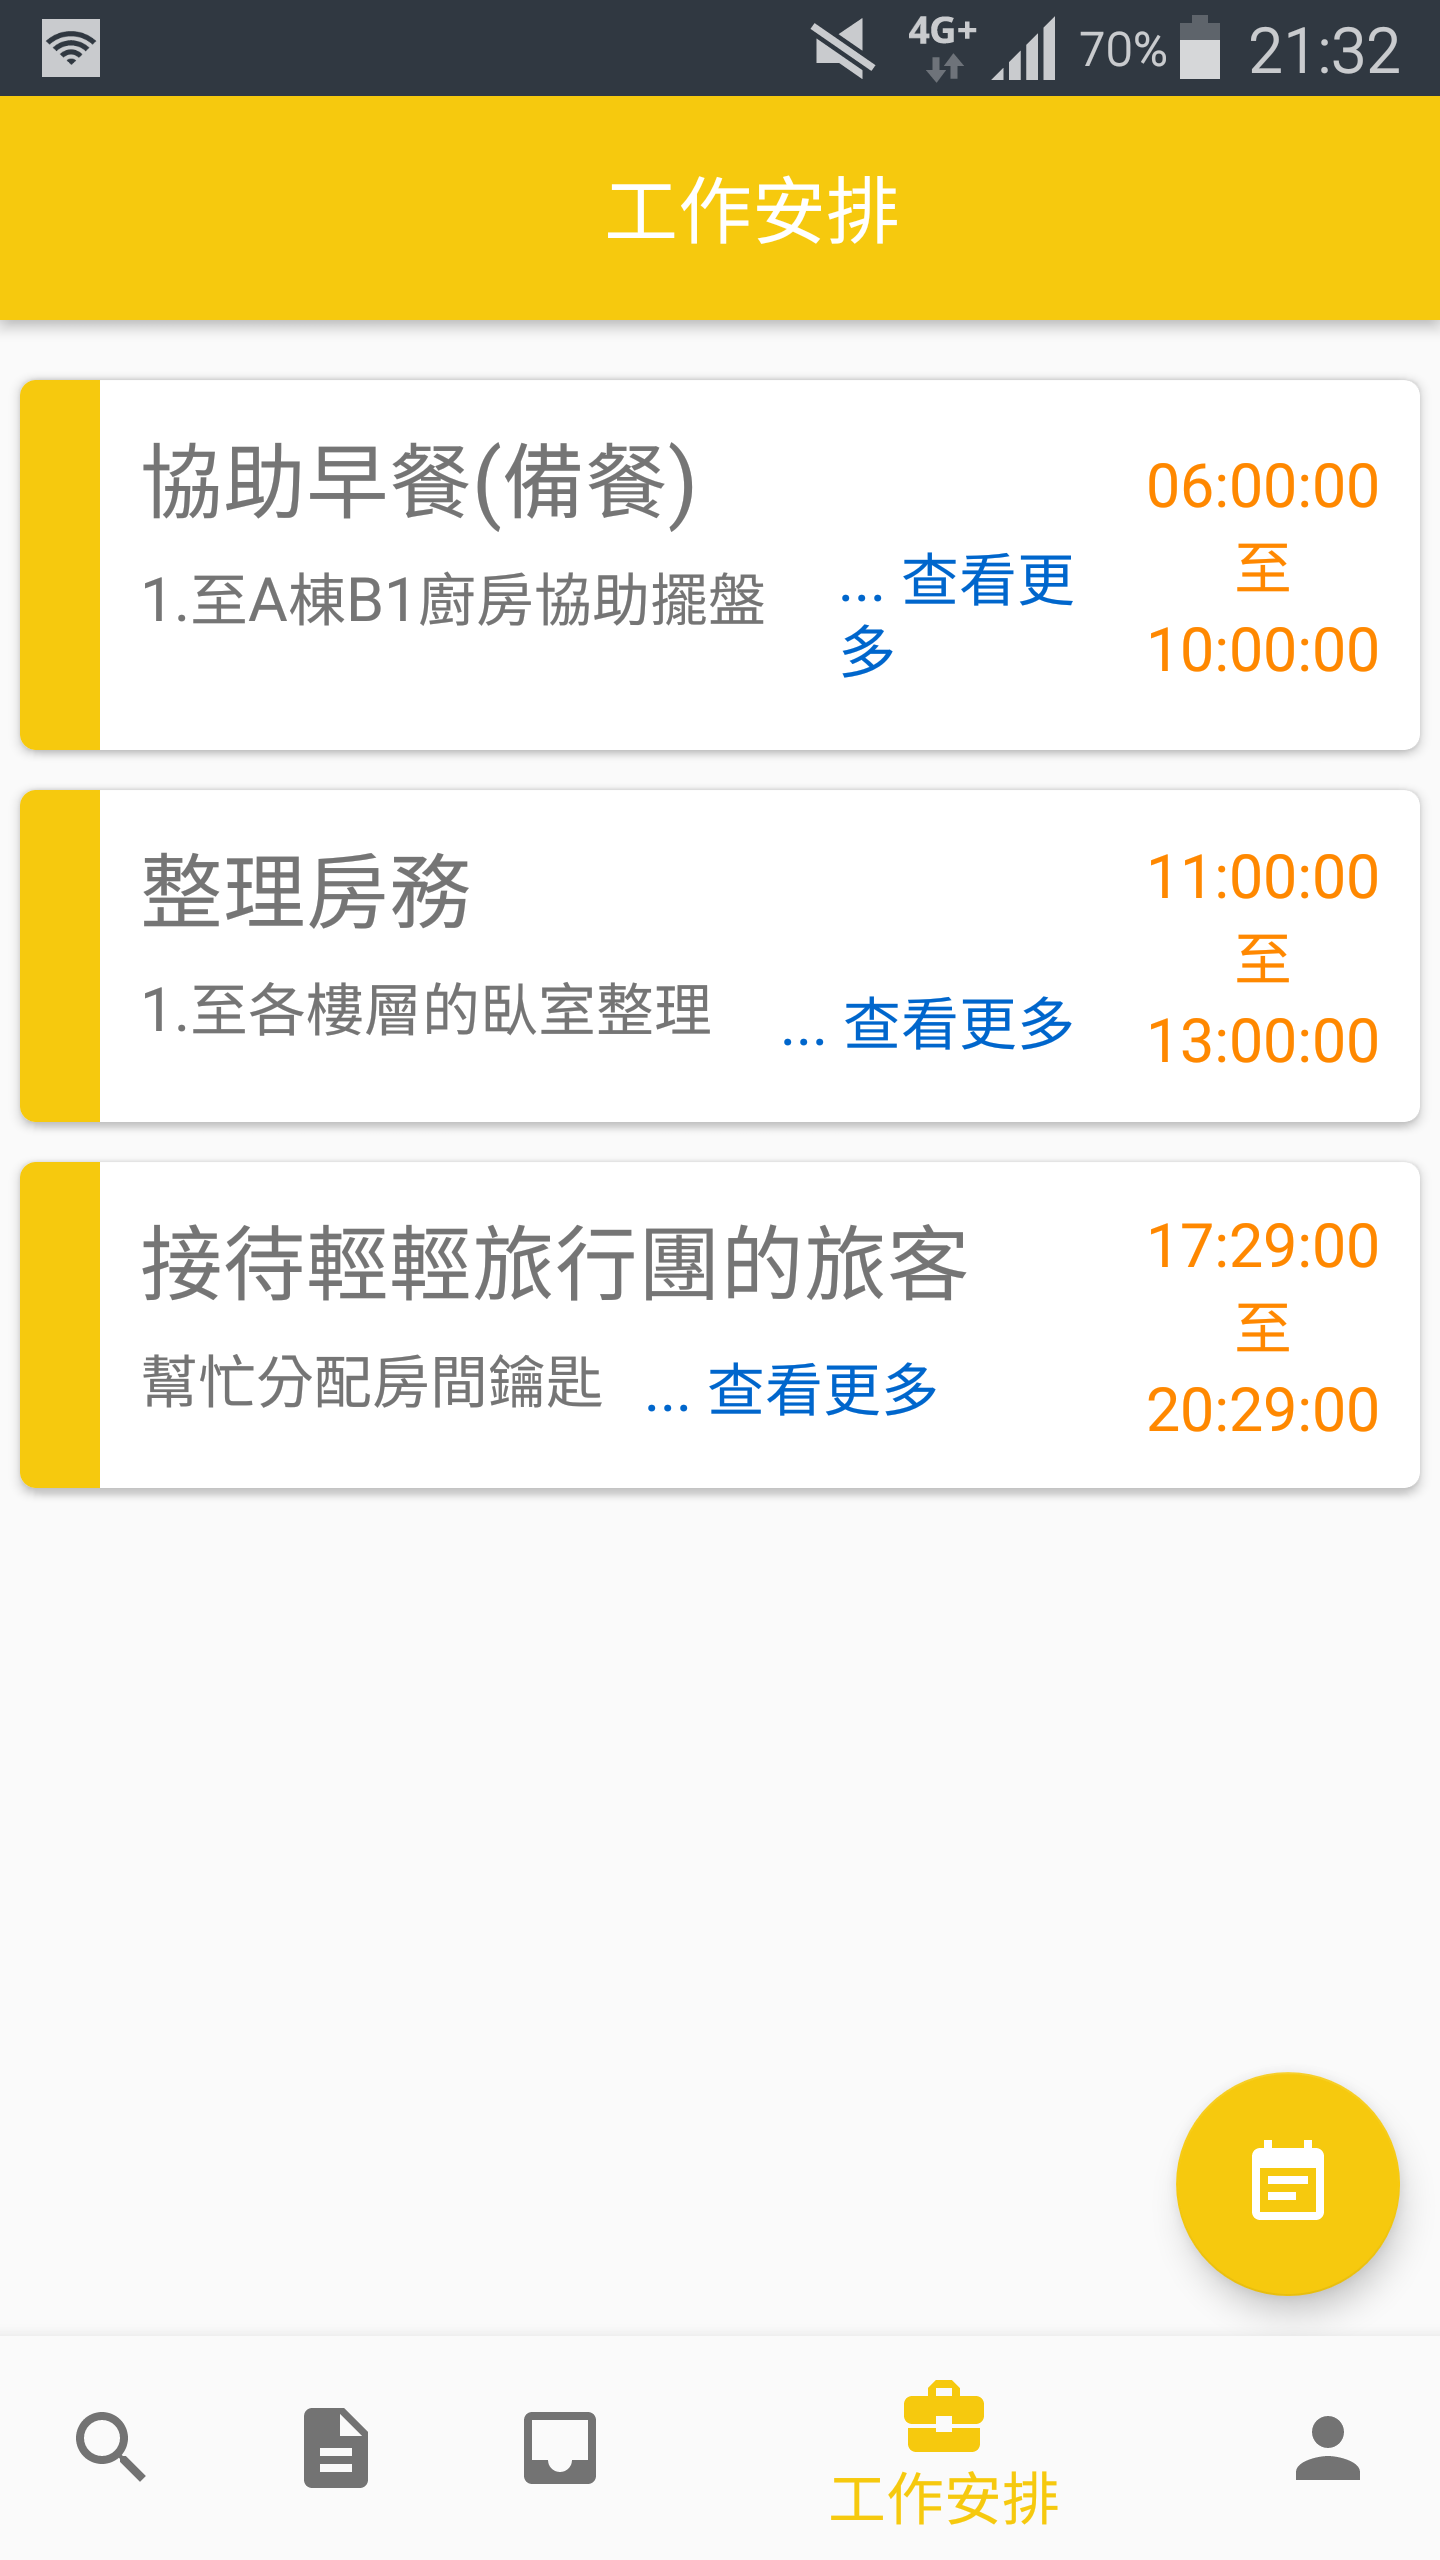 4G+ 70% 21:32
工作安排
協助早餐(備餐)
1.至A棟B1廚房協助擺盤
... 查看更
多
06:00:00
至
10:00:00
整理房務
1.至各樓層的臥室整理
... 查看更多
11:00:00
至
13:00:00
接待輕輕旅行團的旅客
幫忙分配房間鑰匙
... 查看更多
17:29:00
至
20:29:00
工作安排